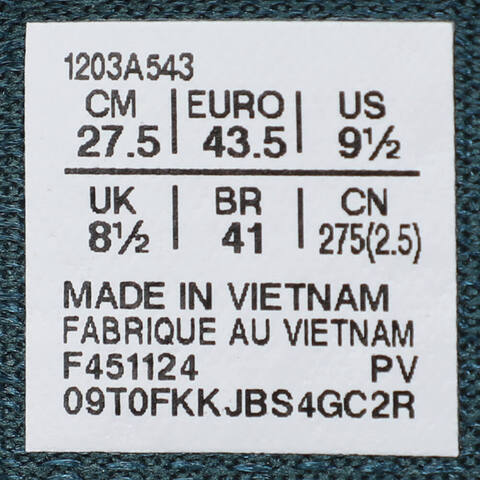 1203A543
CM | EURO | US
27.5 | 43.5 | 9½
UK | BR | CN
8½ | 41 | 275(2.5)
MADE IN VIETNAM
FABRIQUE AU VIETNAM
F451124 PV
09T0FKKJBS4GC2R